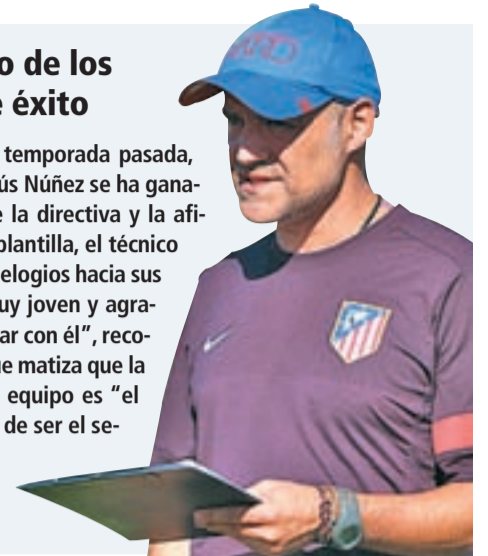 o de los
e éxito
temporada pasada,
ús Núñez se ha gana-
e la directiva y la afi-
plantilla, el técnico
elogios hacia sus
uy joven y agra-
ar con él”, reco-
ue matiza que la
equipo es “el
de ser el se-